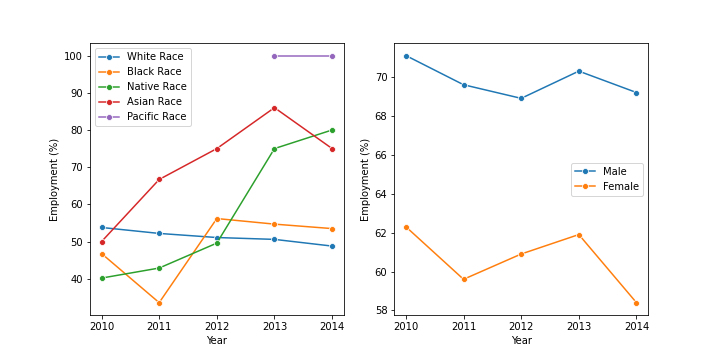 Employment (%)
100
90
80
70
60
50
40
White Race
Black Race
Native Race
Asian Race
Pacific Race
2010 2011 2012 2013 2014
Year
Employment (%)
70
68
66
64
62
60
58
Male
Female
2010 2011 2012 2013 2014
Year